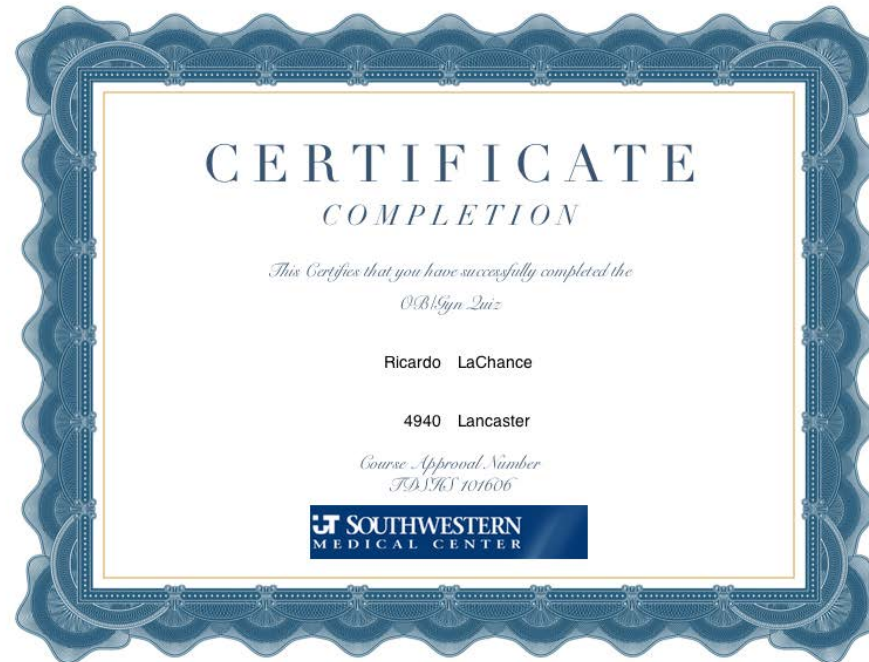 CERTIFICATE
COMPLETION
This Certifies that you have successfully completed the
OB|Gyn Quiz
Ricardo LaChance
4940 Lancaster
Course Approval Number
TDSHS 101606
UT SOUTHWESTERN
MEDICAL CENTER